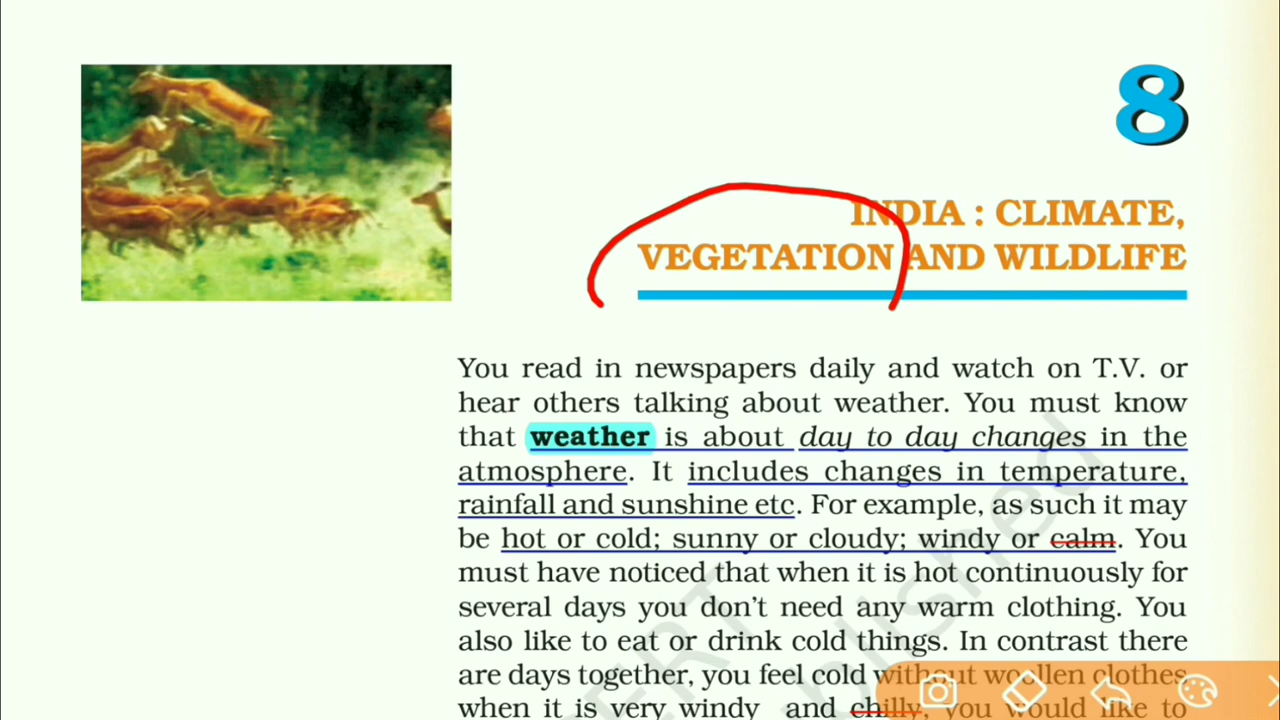 8
INDIA : CLIMATE,
VEGETATION AND WILDLIFE
You read in newspapers daily and watch on T.V. or
hear others talking about weather. You must know
that weather is about day to day changes in the
atmosphere. It includes changes in temperature,
rainfall and sunshine etc. For example, as such it may
be hot or cold; sunny or cloudy; windy or calm. You
must have noticed that when it is hot continuously for
several days you don’t need any warm clothing. You
also like to eat or drink cold things. In contrast there
are days together, you feel cold without woollen clothes
when it is very windy and chilly, you would like to